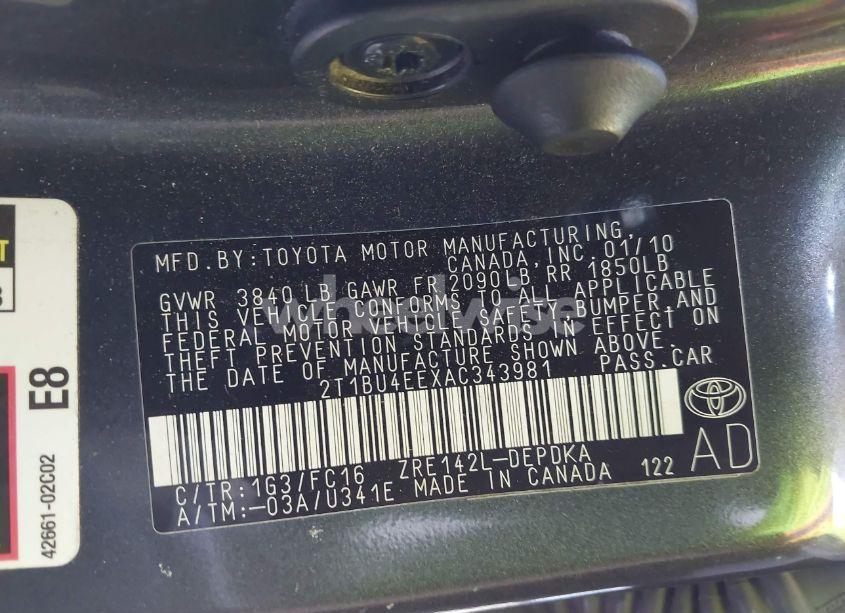 MFD. BY: TOYOTA MOTOR MANUFACTURING,
CANADA, INC. 01/10
GVWR 3840 LB GAWR FR 2090LB RR 1850LB
THIS VEHICLE CONFORMS TO ALL APPLICABLE
FEDERAL MOTOR VEHICLE SAFETY, BUMPER, AND
THEFT PREVENTION STANDARDS IN EFFECT ON
THE DATE OF MANUFACTURE SHOWN ABOVE.
2T1BU4EEXAC343981 PASS. CAR
C/TR: 1G3/FC16 ZRE142L-DEPDKA
A/TM: -03A/U341E MADE IN CANADA 122
AD
wheelwise
E8
42661-02C02